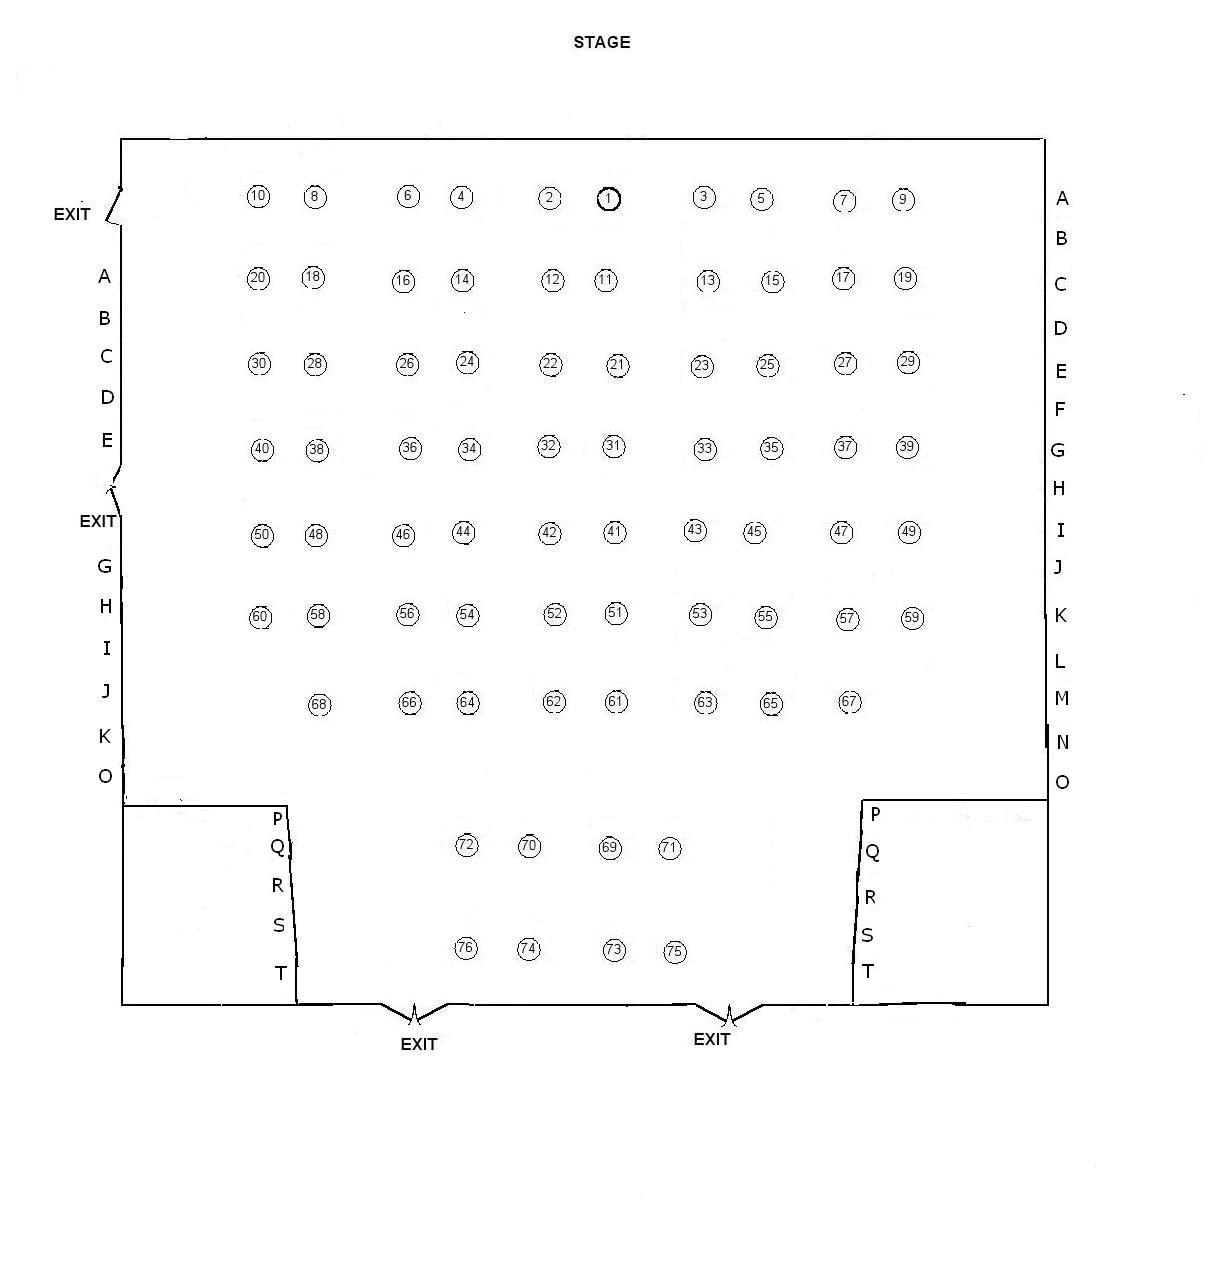 STAGE
10 8 6 4 2 1 3 5 7 9 A
EXIT
B
A 20 18 16 14 12 11 13 15 17 19 C
B D
C 30 28 26 24 22 21 23 25 27 29 E
D F
E 40 38 36 34 32 31 33 35 37 39 G
H
EXIT 50 48 46 44 42 41 43 45 47 49 I
G J
H 60 58 56 54 52 51 53 55 57 59 K
I L
J 68 66 64 62 61 63 65 67 M
K N
O O
P P
Q 72 70 69 71 Q
R R
S 76 74 73 75 S
T T
EXIT EXIT